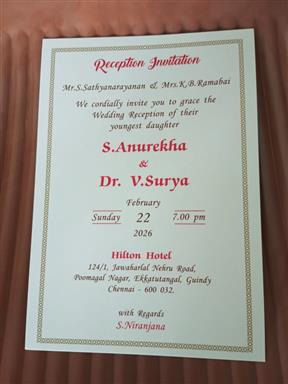 Reception Invitation
Mr.S.Sathyanarayanan & Mrs.K.B.Ramabai
We cordially invite you to grace the
Wedding Reception of their
youngest daughter
S.Anurekha
&
Dr. V.Surya
February
Sunday 22 7.00 pm
2026
Hilton Hotel
124/1, Jawaharlal Nehru Road,
Poomagal Nagar, Ekkatutangal, Guindy
Chennai - 600 032.
with Regards
S.Niranjana